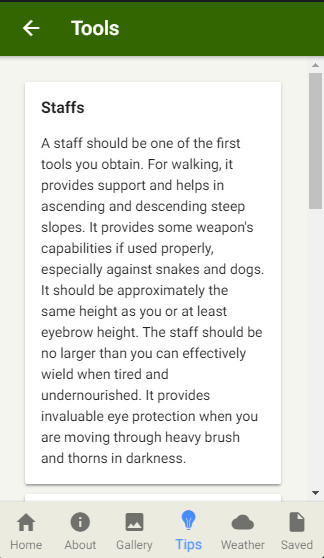 Tools
Staffs
A staff should be one of the first
tools you obtain. For walking, it
provides support and helps in
ascending and descending steep
slopes. It provides some weapon's
capabilities if used properly,
especially against snakes and dogs.
It should be approximately the
same height as you or at least
eyebrow height. The staff should be
no larger than you can effectively
wield when tired and
undernourished. It provides
invaluable eye protection when you
are moving through heavy brush
and thorns in darkness.
Home About Gallery Tips Weather Saved